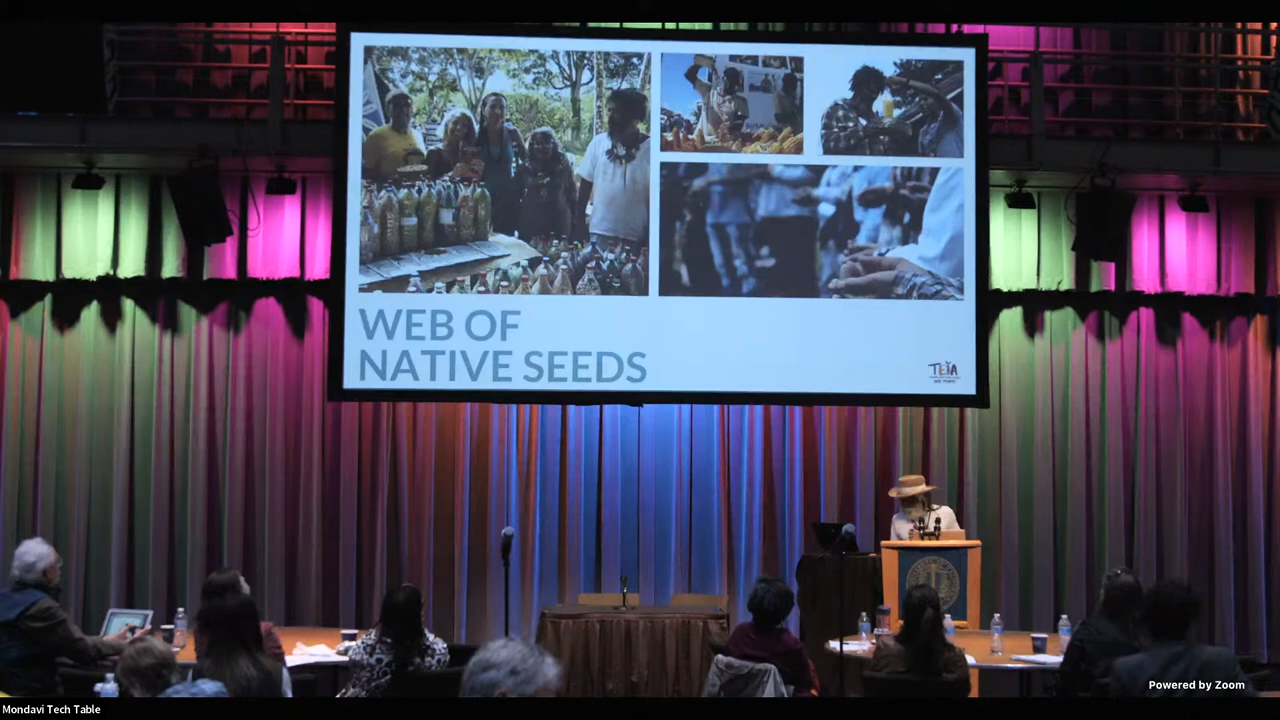 WEB OF
NATIVE SEEDS
TEIA
Powered by Zoom
Mondavi Tech Table